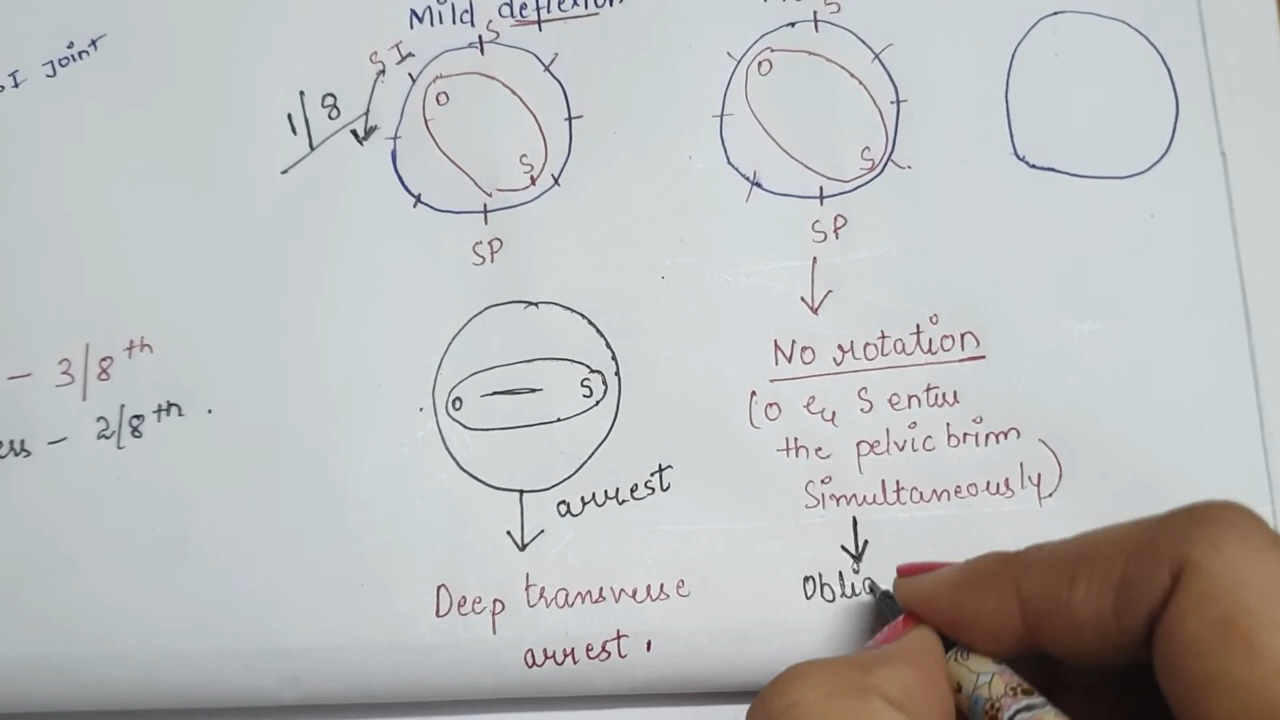 Mild deflexion
S
SI joint
SI
1/8
O
S
SP
S
O
S
SP
- 3/8th
- 2/8th.
O
S
arrest
Deep transverse
arrest.
No rotation
(O & S enter
the pelvic brim
Simultaneously)